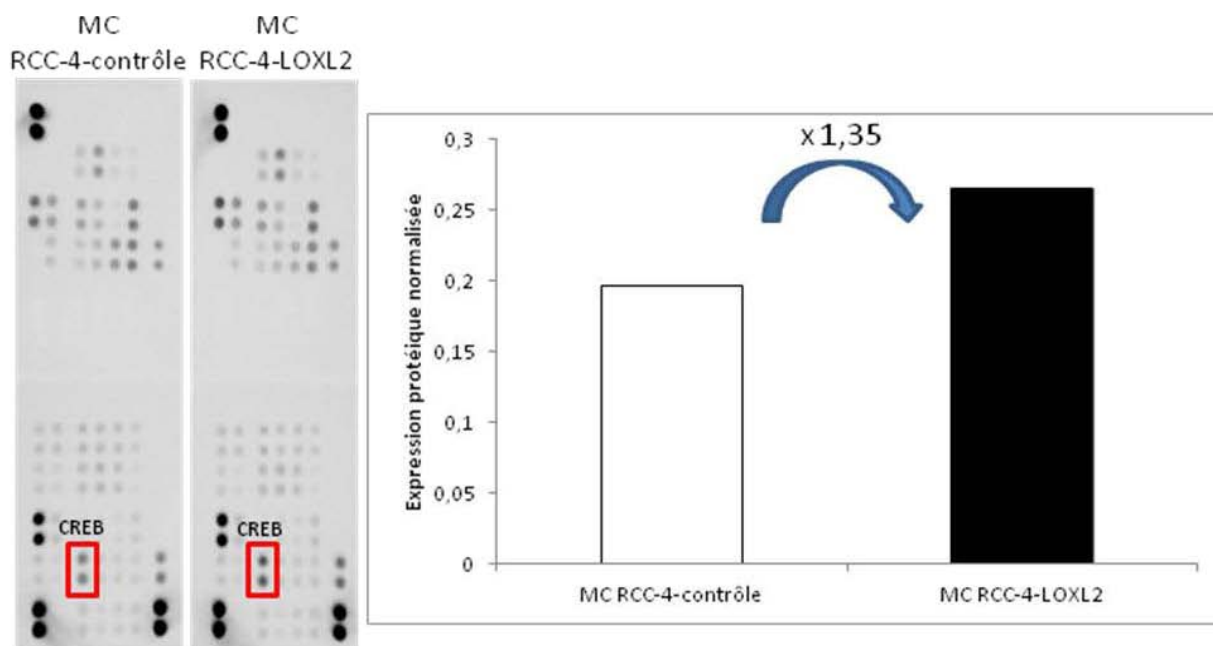 MC
RCC-4-contrôle
MC
RCC-4-LOXL2
CREB
CREB
x 1,35
Expression protéique normalisée
0,3
0,25
0,2
0,15
0,1
0,05
0
MC RCC-4-contrôle
MC RCC-4-LOXL2